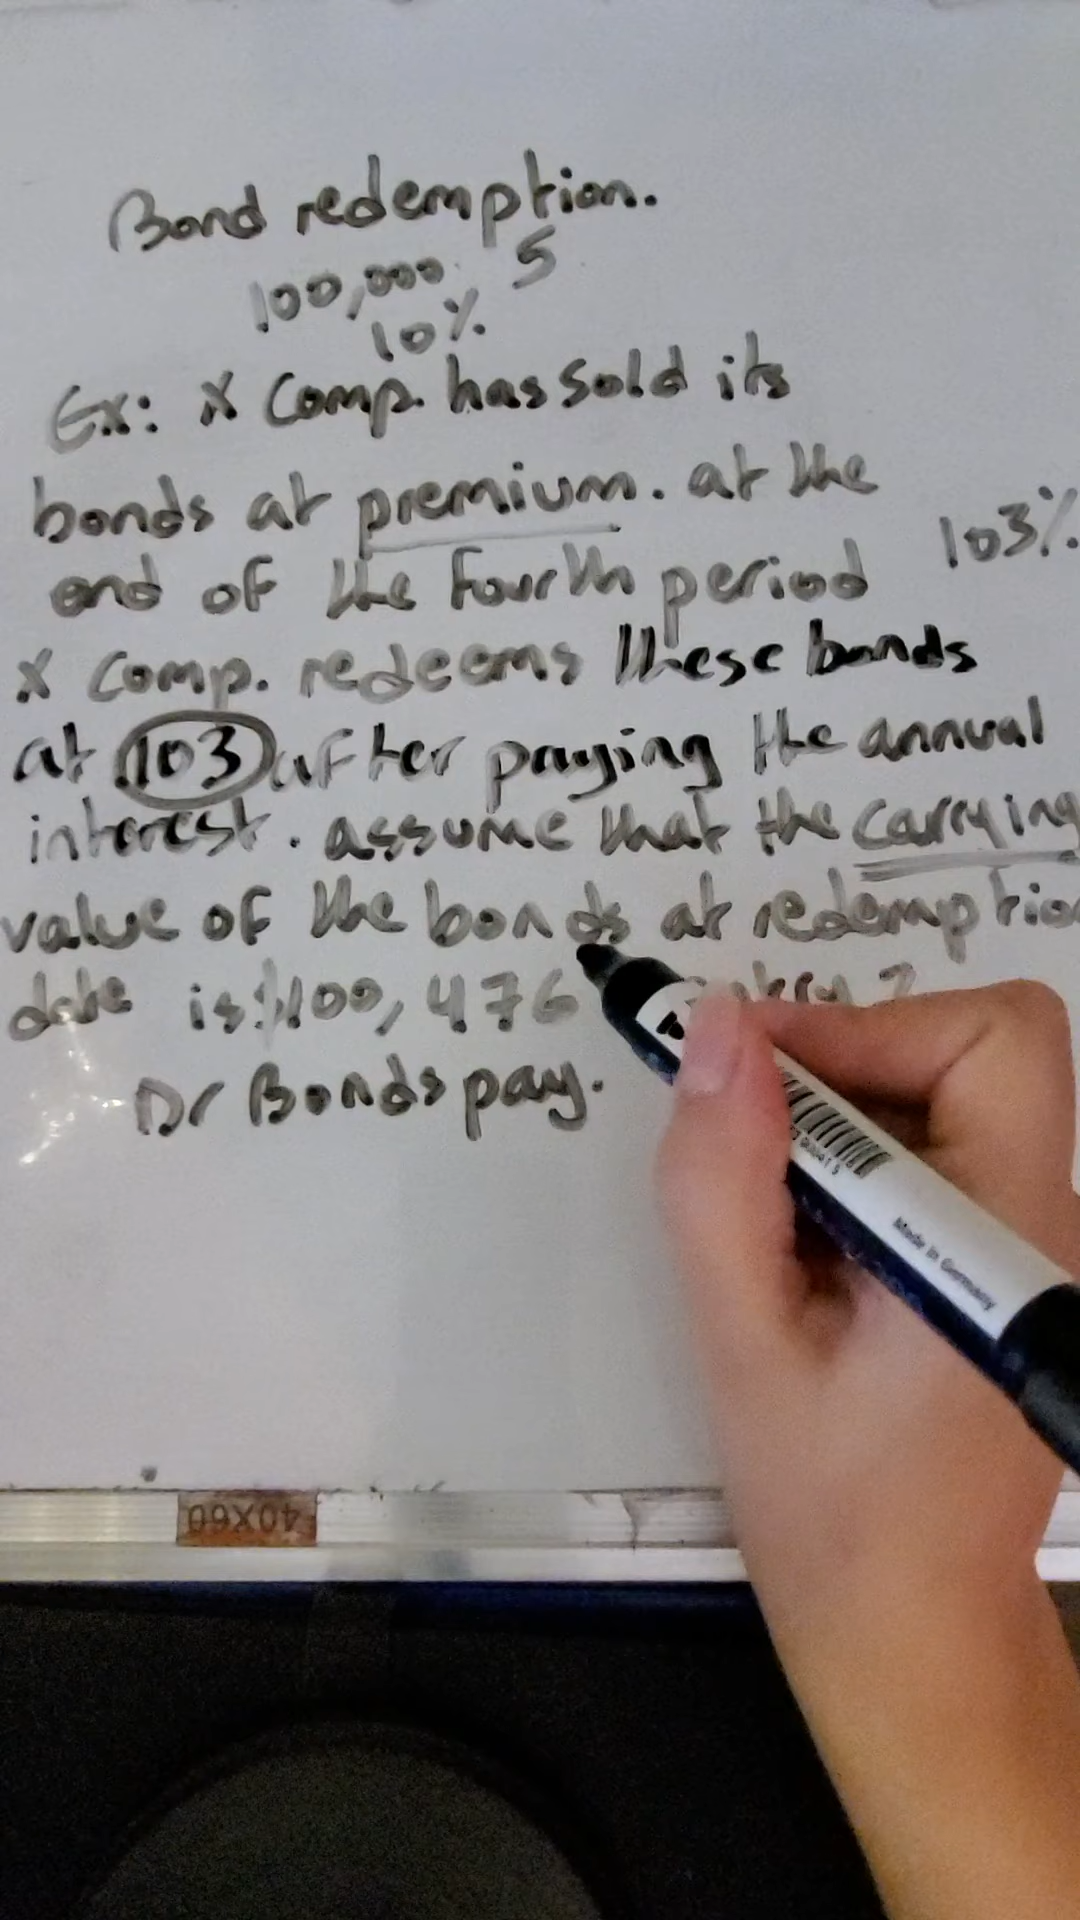 Bond redemption.
100,000 5
10%
Ex: X Comp. has sold its
bonds at premium. at the
103%
end of the fourth period
X Comp. redeems these bonds
at 103 after paying the annual
interest. assume that the carrying
value of the bonds at redemption
date is $100,476
Dr Bonds pay.
Made in Germany
40X60